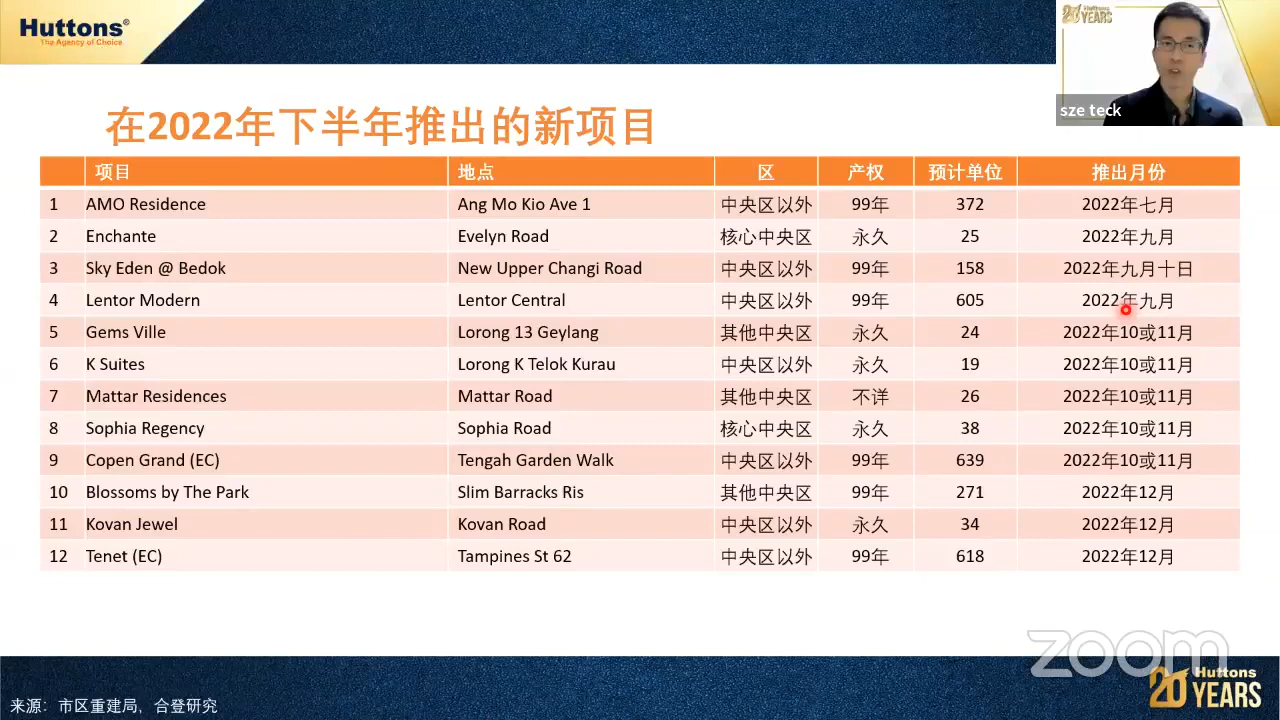 Huttons®
The Agency of Choice
20 Huttons YEARS
sze teck
在2022年下半年推出的新项目
项目 地点 区 产权 预计单位 推出月份
1 AMO Residence Ang Mo Kio Ave 1 中央区以外 99年 372 2022年七月
2 Enchante Evelyn Road 核心中央区 永久 25 2022年九月
3 Sky Eden @ Bedok New Upper Changi Road 中央区以外 99年 158 2022年九月十日
4 Lentor Modern Lentor Central 中央区以外 99年 605 2022年九月
5 Gems Ville Lorong 13 Geylang 其他中央区 永久 24 2022年10或11月
6 K Suites Lorong K Telok Kurau 中央区以外 永久 19 2022年10或11月
7 Mattar Residences Mattar Road 其他中央区 不详 26 2022年10或11月
8 Sophia Regency Sophia Road 核心中央区 永久 38 2022年10或11月
9 Copen Grand (EC) Tengah Garden Walk 中央区以外 99年 639 2022年10或11月
10 Blossoms by The Park Slim Barracks Ris 其他中央区 99年 271 2022年12月
11 Kovan Jewel Kovan Road 中央区以外 永久 34 2022年12月
12 Tenet (EC) Tampines St 62 中央区以外 99年 618 2022年12月
zoom
来源：市区重建局，合登研究
20 Huttons YEARS